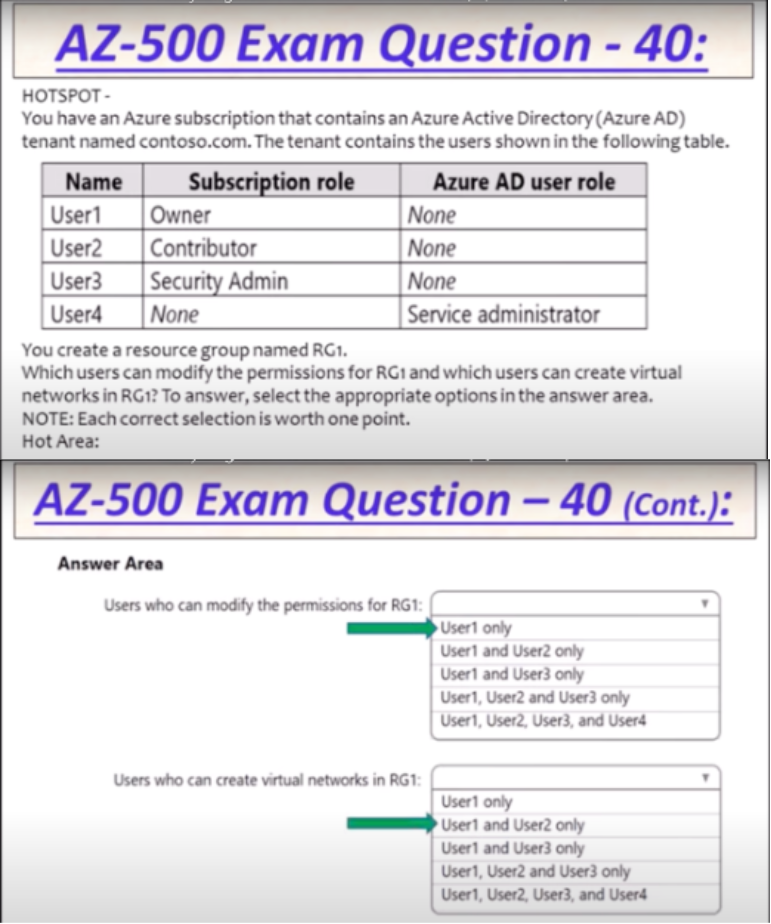 AZ-500 Exam Question - 40:
HOTSPOT -
You have an Azure subscription that contains an Azure Active Directory (Azure AD)
tenant named contoso.com. The tenant contains the users shown in the following table.
Name Subscription role Azure AD user role
User1 Owner None
User2 Contributor None
User3 Security Admin None
User4 None Service administrator
You create a resource group named RG1.
Which users can modify the permissions for RG1 and which users can create virtual
networks in RG1? To answer, select the appropriate options in the answer area.
NOTE: Each correct selection is worth one point.
Hot Area:
AZ-500 Exam Question – 40 (Cont.):
Answer Area
Users who can modify the permissions for RG1:
User1 only
User1 and User2 only
User1 and User3 only
User1, User2 and User3 only
User1, User2, User3, and User4
Users who can create virtual networks in RG1:
User1 only
User1 and User2 only
User1 and User3 only
User1, User2 and User3 only
User1, User2, User3, and User4